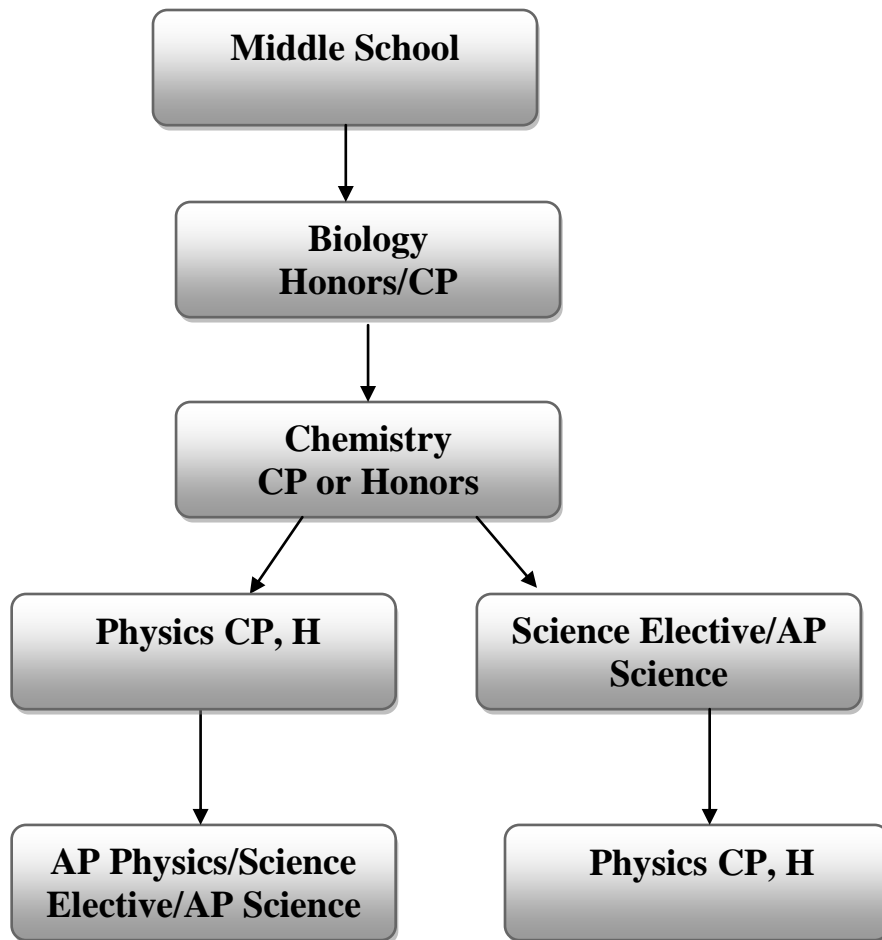 Middle School
Biology
Honors/CP
Chemistry
CP or Honors
Physics CP, H
Science Elective/AP
Science
AP Physics/Science
Elective/AP Science
Physics CP, H